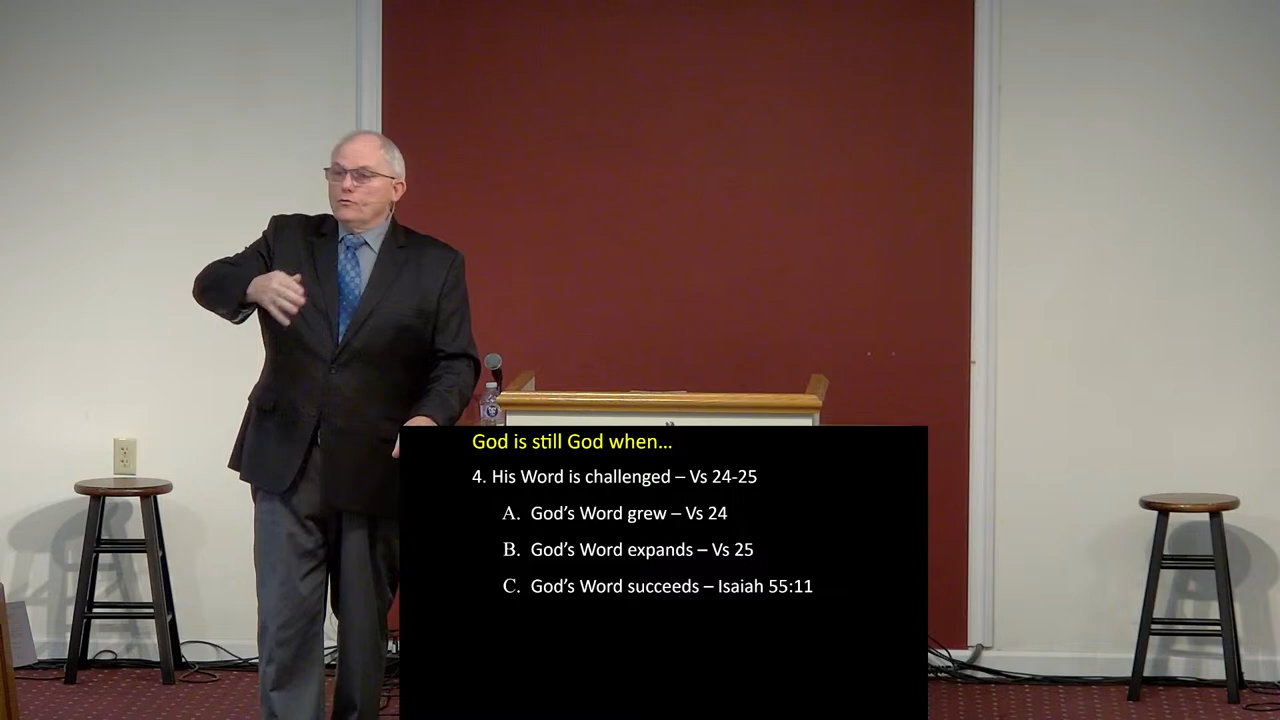 God is still God when...
4. His Word is challenged – Vs 24-25
A. God's Word grew – Vs 24
B. God's Word expands – Vs 25
C. God's Word succeeds – Isaiah 55:11